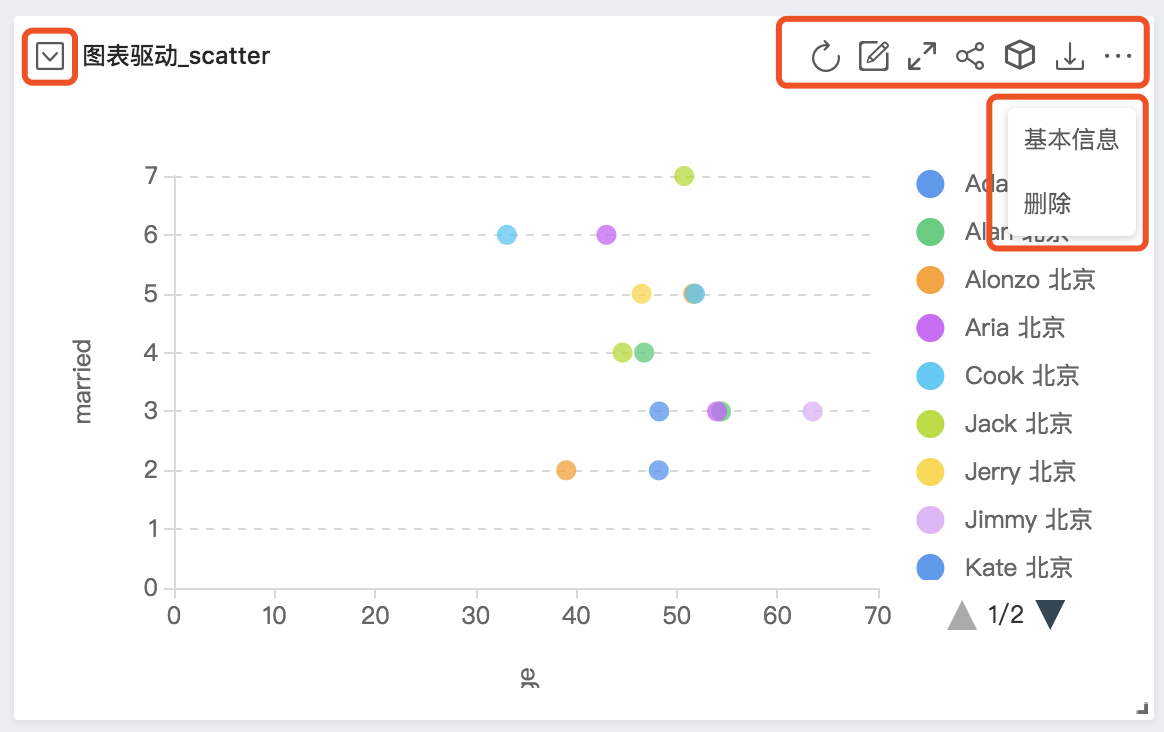 图表驱动_scatter
基本信息
删除
7
6
5
4
3
2
1
0
married
0 10 20 30 40 50 60 70
ge
Ada
Alan 北京
Alonzo 北京
Aria 北京
Cook 北京
Jack 北京
Jerry 北京
Jimmy 北京
Kate 北京
1/2